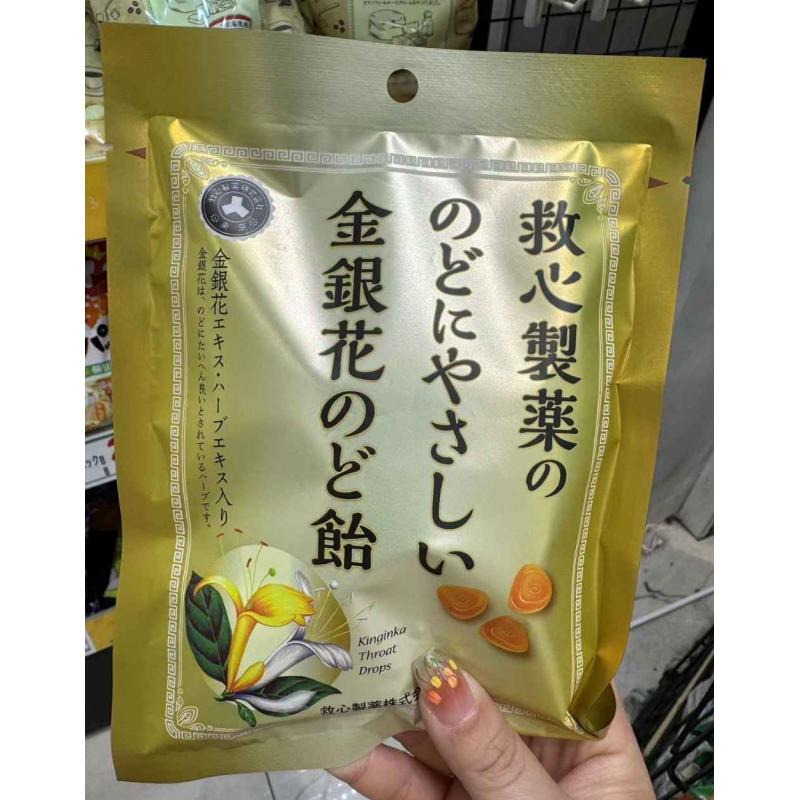 救心製薬の
のどにやさしい
金銀花のど飴
金銀花エキス・ハーブエキス入り
金銀花は、のどにたいへん良いとされているハーブです。
Kinginka
Throat
Drops
救心製薬株式会